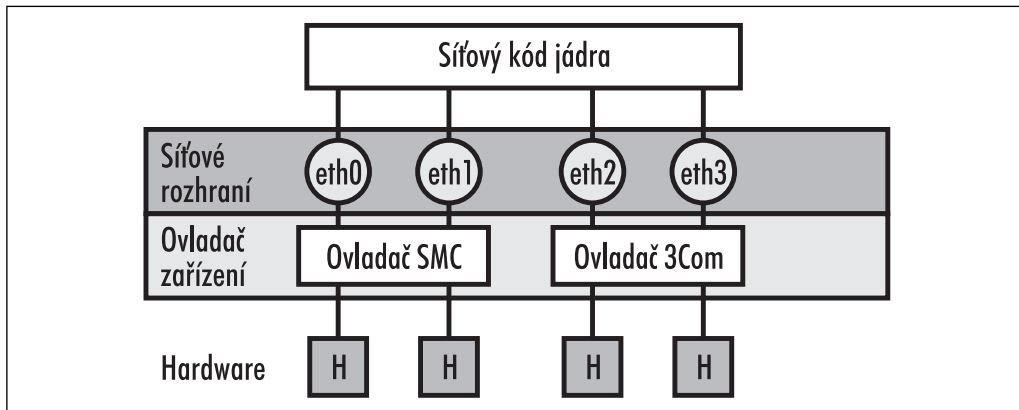 Síťový kód jádra
Síťové
rozhraní
eth0 eth1 eth2 eth3
Ovladač
zařízení
Ovladač SMC Ovladač 3Com
Hardware H H H H